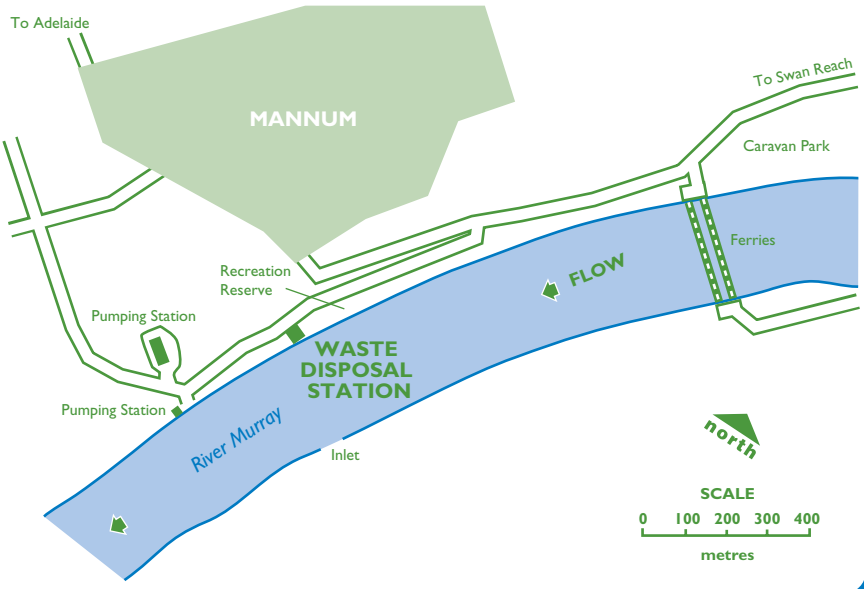 To Adelaide
MANNUM
To Swan Reach
Caravan Park
Ferries
FLOW
Recreation
Reserve
Pumping Station
WASTE
DISPOSAL
STATION
Pumping Station
River Murray
Inlet
north
SCALE
0 100 200 300 400
metres